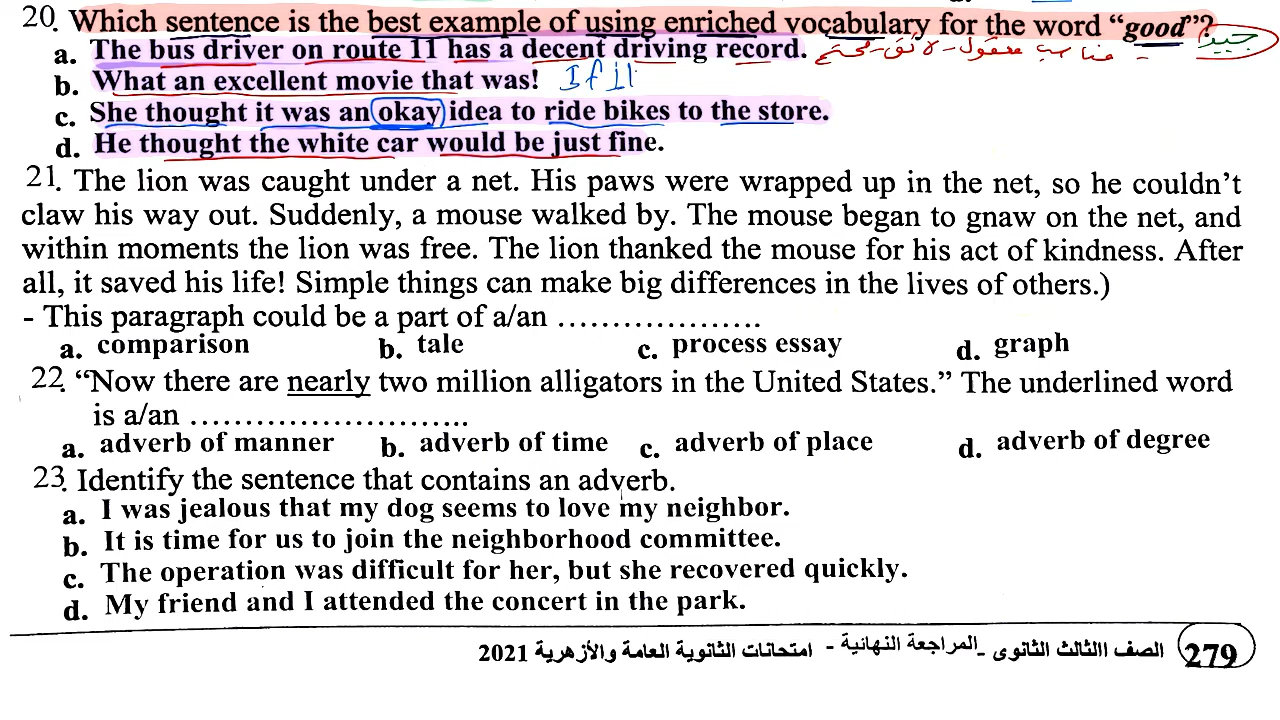 20. Which sentence is the best example of using enriched vocabulary for the word “good”? جيد
a. The bus driver on route 11 has a decent driving record. مناسب - معقول - لائق - محترم
b. What an excellent movie that was!
c. She thought it was an okay idea to ride bikes to the store.
d. He thought the white car would be just fine.
21. The lion was caught under a net. His paws were wrapped up in the net, so he couldn’t
claw his way out. Suddenly, a mouse walked by. The mouse began to gnaw on the net, and
within moments the lion was free. The lion thanked the mouse for his act of kindness. After
all, it saved his life! Simple things can make big differences in the lives of others.)
- This paragraph could be a part of a/an ...................
a. comparison b. tale c. process essay d. graph
22. “Now there are nearly two million alligators in the United States.” The underlined word
is a/an ..........................
a. adverb of manner b. adverb of time c. adverb of place d. adverb of degree
23. Identify the sentence that contains an adverb.
a. I was jealous that my dog seems to love my neighbor.
b. It is time for us to join the neighborhood committee.
c. The operation was difficult for her, but she recovered quickly.
d. My friend and I attended the concert in the park.
279 الصف االثالث الثانوى _ المراجعة النهائية - امتحانات الثانوية العامة والأزهرية 2021